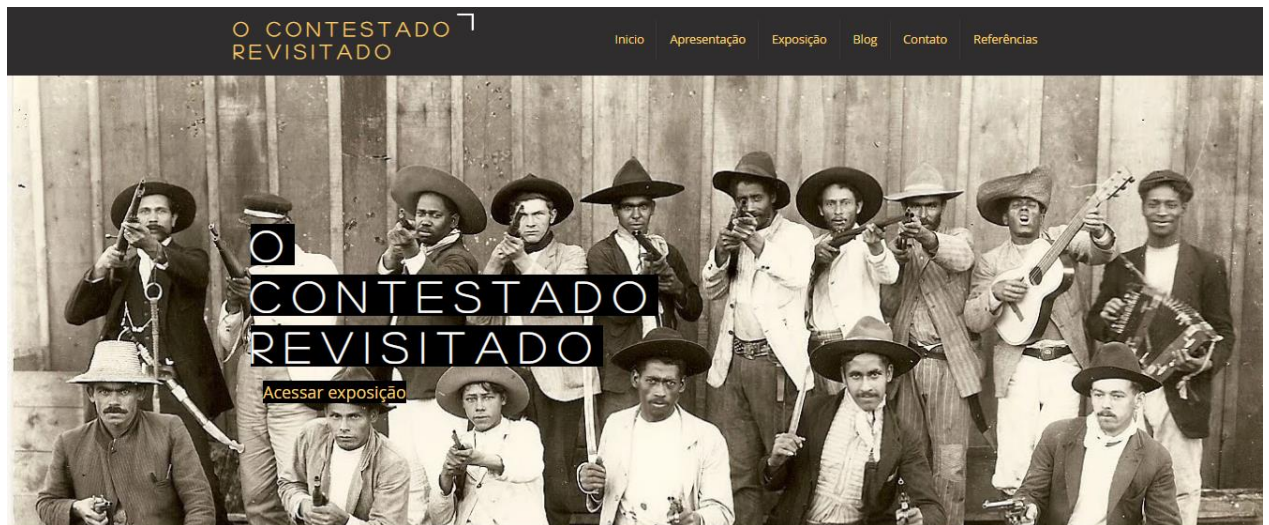 O CONTESTADO
REVISITADO
Inicio Apresentação Exposição Blog Contato Referências
O
CONTESTADO
REVISITADO
Acessar exposição